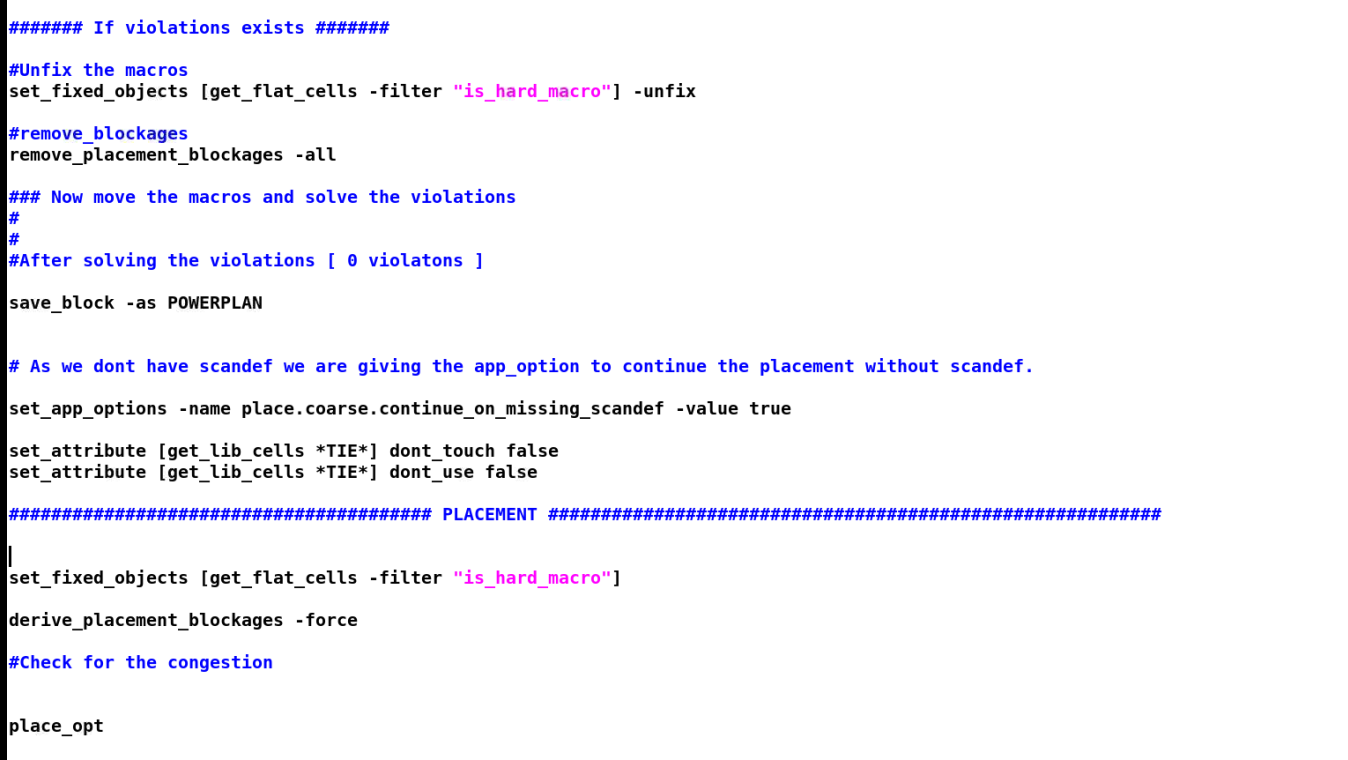 ####### If violations exists #######
#Unfix the macros
set_fixed_objects [get_flat_cells -filter "is_hard_macro"] -unfix
#remove_blockages
remove_placement_blockages -all
### Now move the macros and solve the violations
#
#
#After solving the violations [ 0 violatons ]
save_block -as POWERPLAN
# As we dont have scandef we are giving the app_option to continue the placement without scandef.
set_app_options -name place.coarse.continue_on_missing_scandef -value true
set_attribute [get_lib_cells *TIE*] dont_touch false
set_attribute [get_lib_cells *TIE*] dont_use false
######################################## PLACEMENT ##########################################################
set_fixed_objects [get_flat_cells -filter "is_hard_macro"]
derive_placement_blockages -force
#Check for the congestion
place_opt